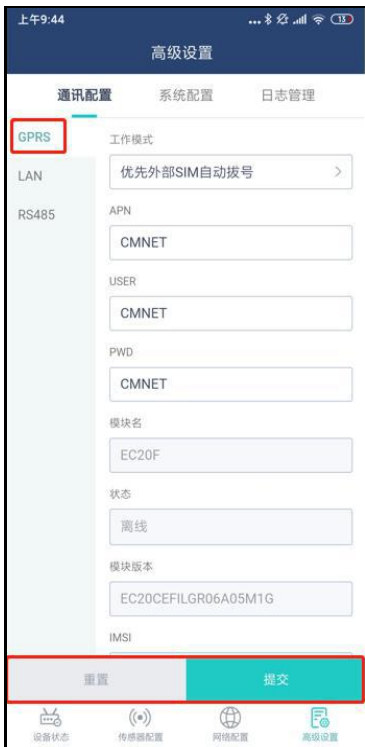 上午9:44 ... 13
高级设置
通讯配置 系统配置 日志管理
GPRS 工作模式
优先外部SIM自动拔号
LAN
RS485 APN
CMNET
USER
CMNET
PWD
CMNET
模块名
EC20F
状态
离线
模块版本
EC20CEFILGR06A05M1G
IMSI
重置 提交
设备状态 传感器配置 网络配置 高级设置